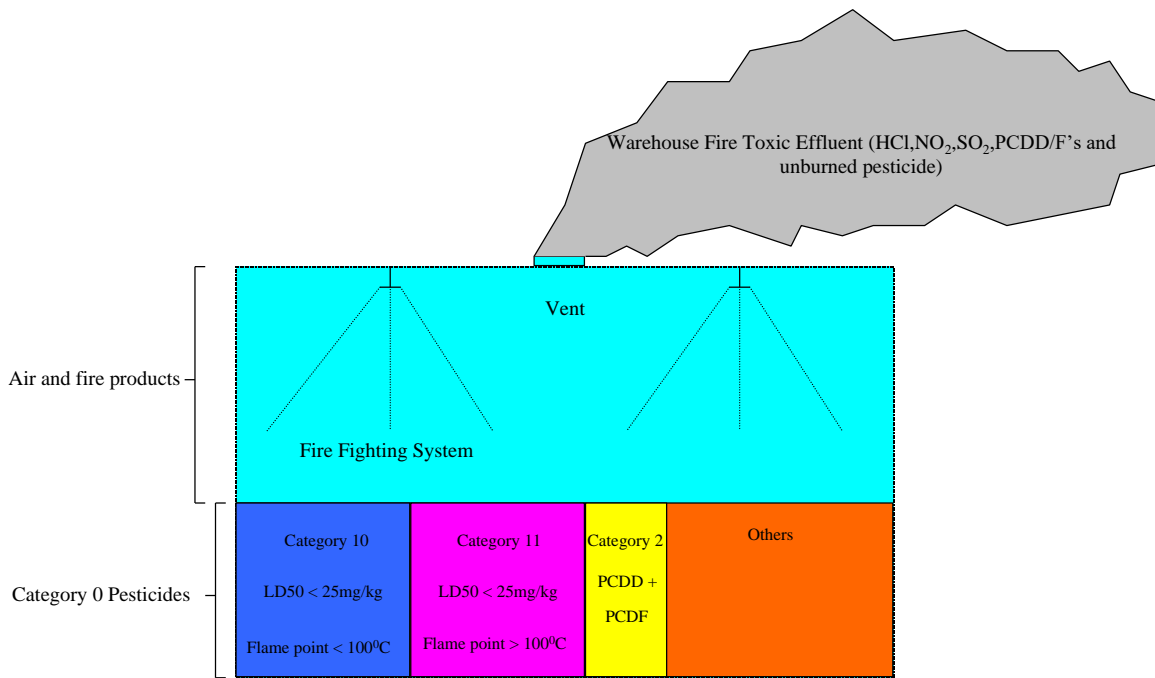 Warehouse Fire Toxic Effluent (HCl,NO₂,SO₂,PCDD/F's and
unburned pesticide)
Vent
Air and fire products
Fire Fighting System
Category 10
LD50 < 25mg/kg
Flame point < 100⁰C
Category 11
LD50 < 25mg/kg
Flame point > 100⁰C
Category 2
PCDD +
PCDF
Others
Category 0 Pesticides